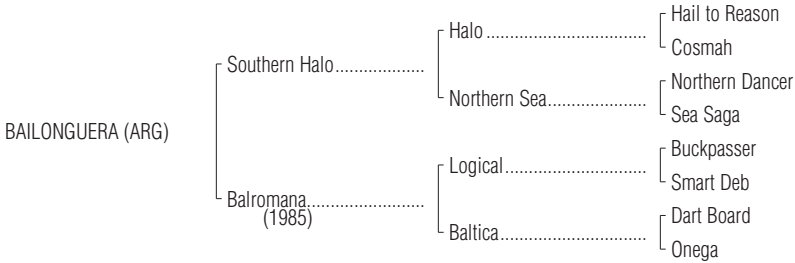 Hail to Reason
Halo ................................
Cosmah
Southern Halo...................
Northern Dancer
Northern Sea....................
Sea Saga
BAILONGUERA (ARG)
Buckpasser
Logical.............................
Smart Deb
Balromana.........................
(1985)
Dart Board
Baltica..............................
Onega